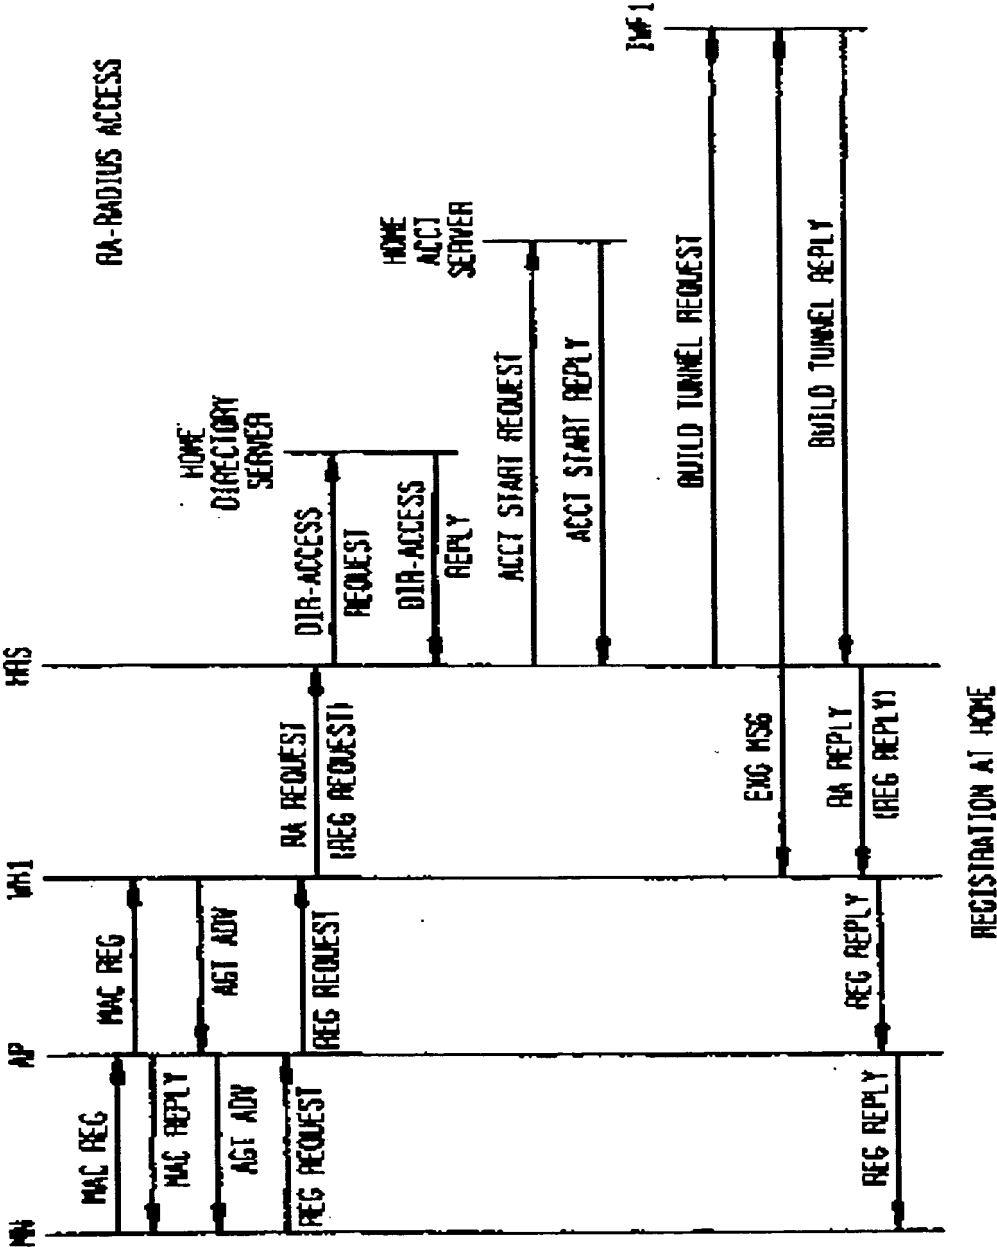 MN
AP
WH1
HAS
IWF1
HOME
DIRECTORY
SERVER
HOME
ACCT
SERVER
RA-RADIUS ACCESS
MAC REG
MAC REG
MAC REPLY
AGT ADV
AGT ADV
REG REQUEST
REG REQUEST
RA REQUEST
(REG REQUEST)
DIR-ACCESS
REQUEST
DIR-ACCESS
REPLY
ACCT START REQUEST
ACCT START REPLY
BUILD TUNNEL REQUEST
EXG MSG
BUILD TUNNEL REPLY
RA REPLY
(REG REPLY)
REG REPLY
REG REPLY
REGISTRATION AT HOME